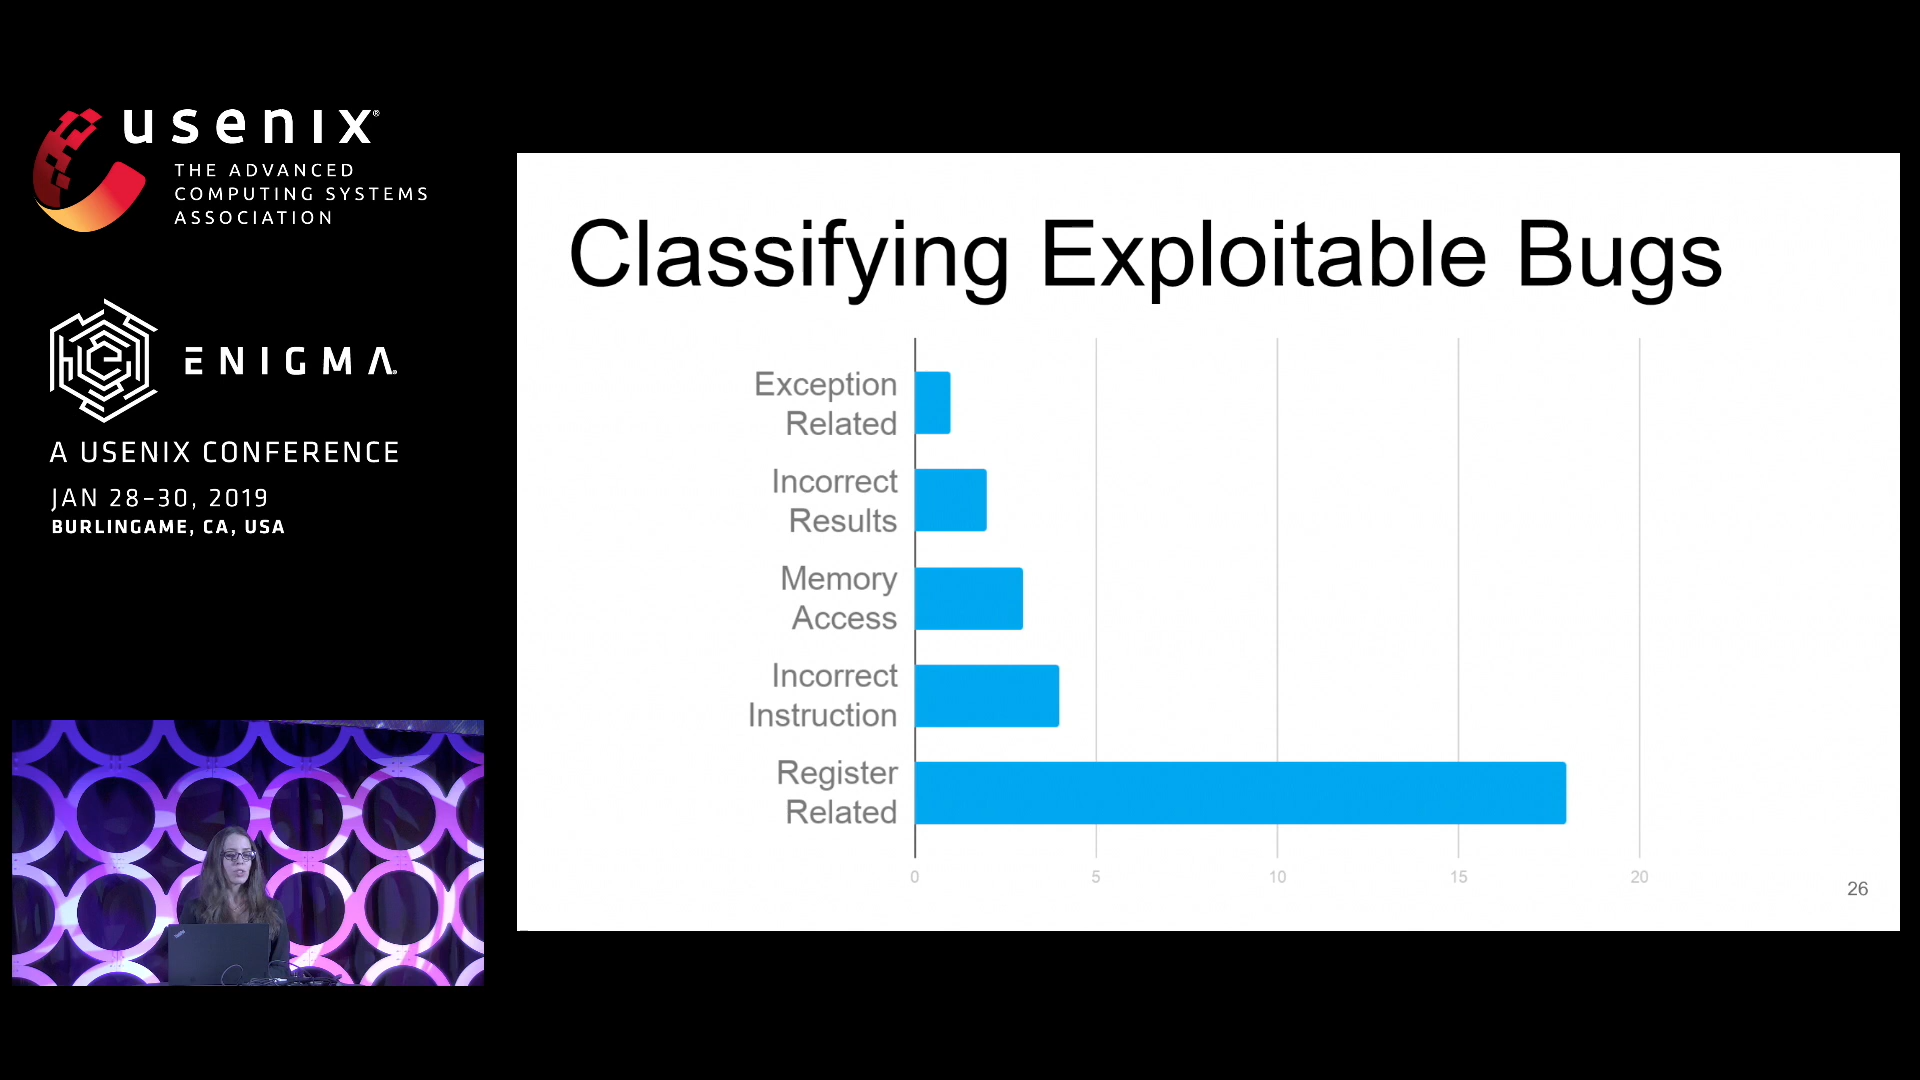 usenix®
THE ADVANCED
COMPUTING SYSTEMS
ASSOCIATION
ENIGMA®
A USENIX CONFERENCE
JAN 28–30, 2019
BURLINGAME, CA, USA
Classifying Exploitable Bugs
Exception
Related
Incorrect
Results
Memory
Access
Incorrect
Instruction
Register
Related
0 5 10 15 20
26